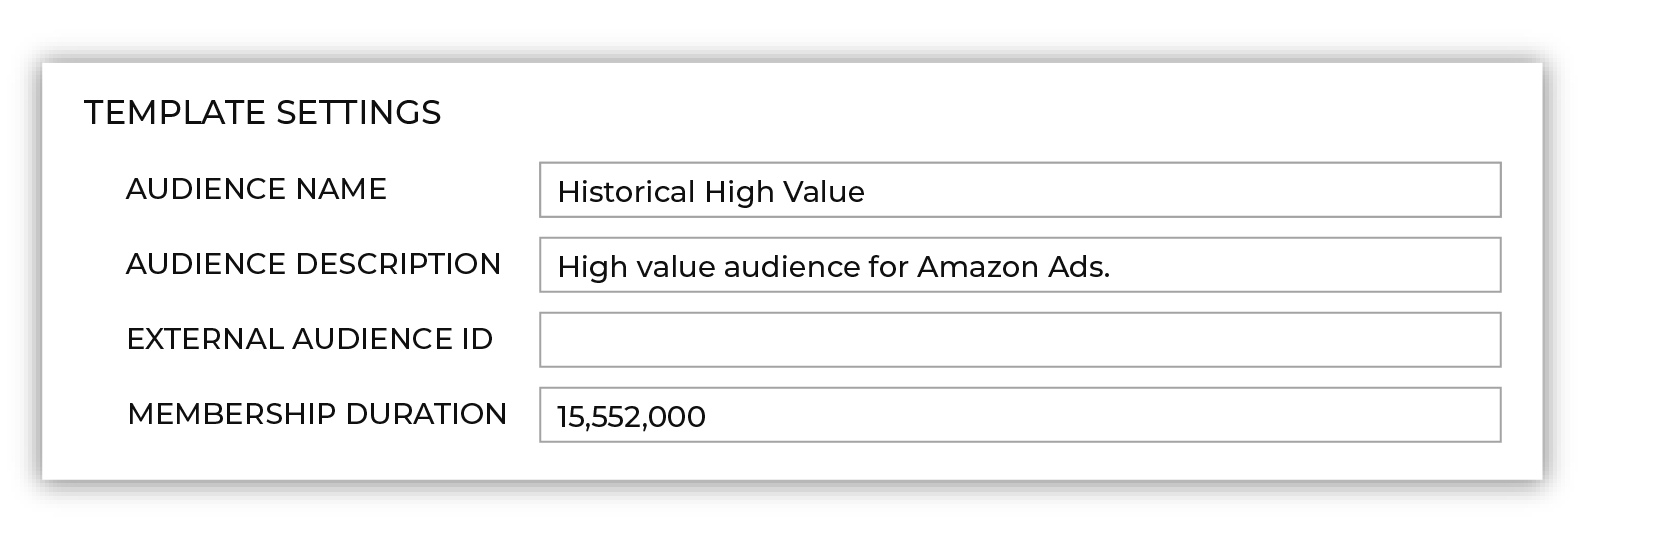 TEMPLATE SETTINGS
AUDIENCE NAME Historical High Value
AUDIENCE DESCRIPTION High value audience for Amazon Ads.
EXTERNAL AUDIENCE ID
MEMBERSHIP DURATION 15,552,000